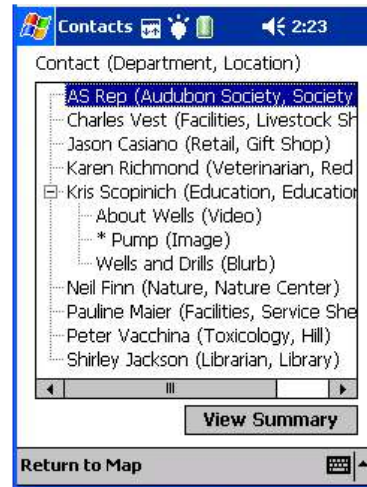 Contacts 2:23
Contact (Department, Location)
AS Rep (Audubon Society, Society
Charles Vest (Facilities, Livestock Sh
Jason Casiano (Retail, Gift Shop)
Karen Richmond (Veterinarian, Red
Kris Scopinich (Education, Education
About Wells (Video)
* Pump (Image)
Wells and Drills (Blurb)
Neil Finn (Nature, Nature Center)
Pauline Maier (Facilities, Service She
Peter Vacchina (Toxicology, Hill)
Shirley Jackson (Librarian, Library)
View Summary
Return to Map